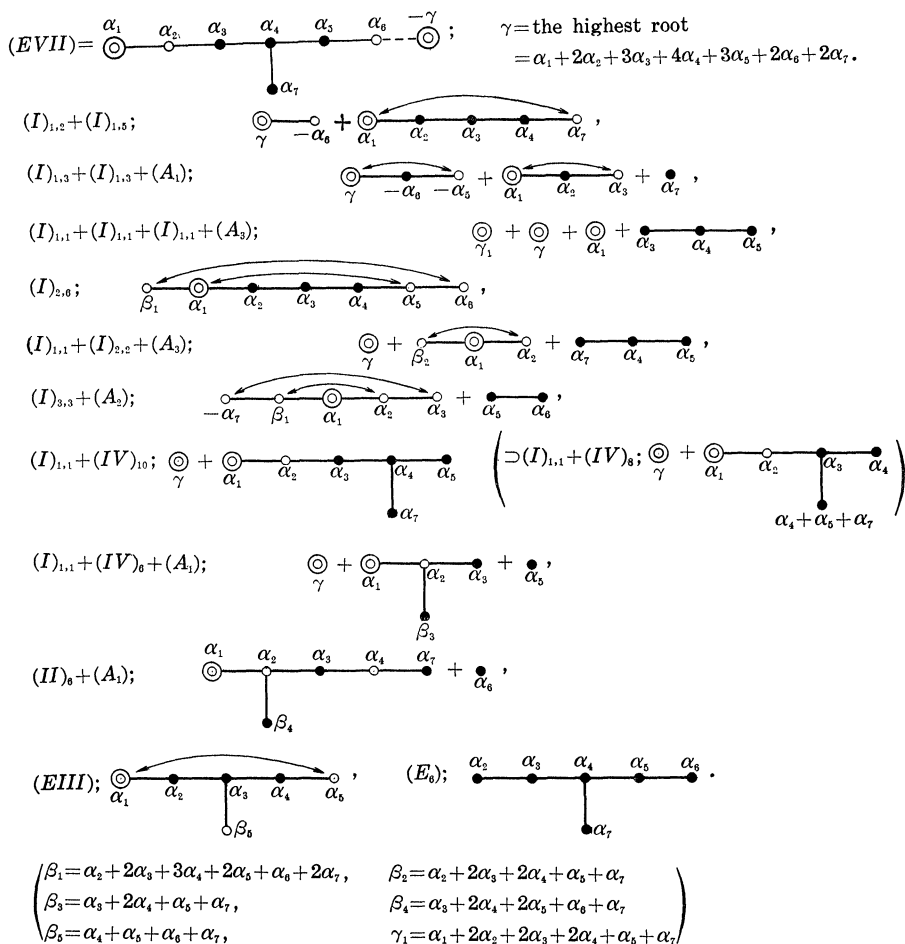 α₁ α₂ α₃ α₄ α₅ α₆ −γ
(EVII)= ; γ=the highest root
α₇ =α₁+2α₂+3α₃+4α₄+3α₅+2α₆+2α₇.
(I)₁,₂+(I)₁,₅; γ −α₆ + α₁ α₂ α₃ α₄ α₇ ,
(I)₁,₃+(I)₁,₃+(A₁); γ −α₆ −α₅ + α₁ α₂ α₃ + α₇ ,
(I)₁,₁+(I)₁,₁+(I)₁,₁+(A₃); γ₁ + γ + α₁ + α₃ α₄ α₅ ,
(I)₂,₆; β₁ α₁ α₂ α₃ α₄ α₅ α₆ ,
(I)₁,₁+(I)₂,₂+(A₃); γ + β₂ α₁ α₂ + α₇ α₄ α₅ ,
(I)₃,₃+(A₂); −α₇ β₁ α₁ α₂ α₃ + α₅ α₆ ,
(I)₁,₁+(IV)₁₀; γ + α₁ α₂ α₃ α₄ α₅ α₇ (⊃(I)₁,₁+(IV)₈; γ + α₁ α₂ α₃ α₄ α₄+α₅+α₇)
(I)₁,₁+(IV)₆+(A₁); γ + α₁ α₂ α₃ + α₅ ,
β₃
α₁ α₂ α₃ α₄ α₇
(II)₆+(A₁); + α₆ ,
β₄
(EIII); α₁ α₂ α₃ α₄ α₅ , β₅ (E₆); α₂ α₃ α₄ α₅ α₆ . α₇
(β₁=α₂+2α₃+3α₄+2α₅+α₆+2α₇, β₂=α₂+2α₃+2α₄+α₅+α₇
β₃=α₃+2α₄+α₅+α₇, β₄=α₃+2α₄+2α₅+α₆+α₇
β₅=α₄+α₅+α₆+α₇, γ₁=α₁+2α₂+2α₃+2α₄+α₅+α₇)